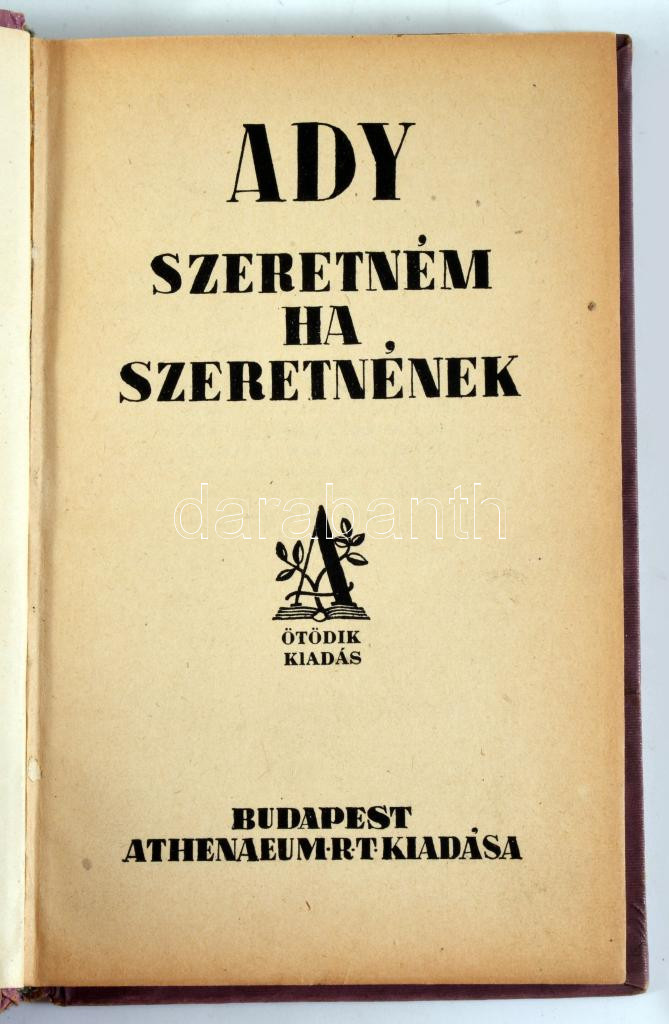 ADY
SZERETNÉM
HA
SZERETNÉNEK
darabanth
ÖTÖDIK
KIADÁS
BUDAPEST
ATHENAEUM·R·T·KIADÁSA